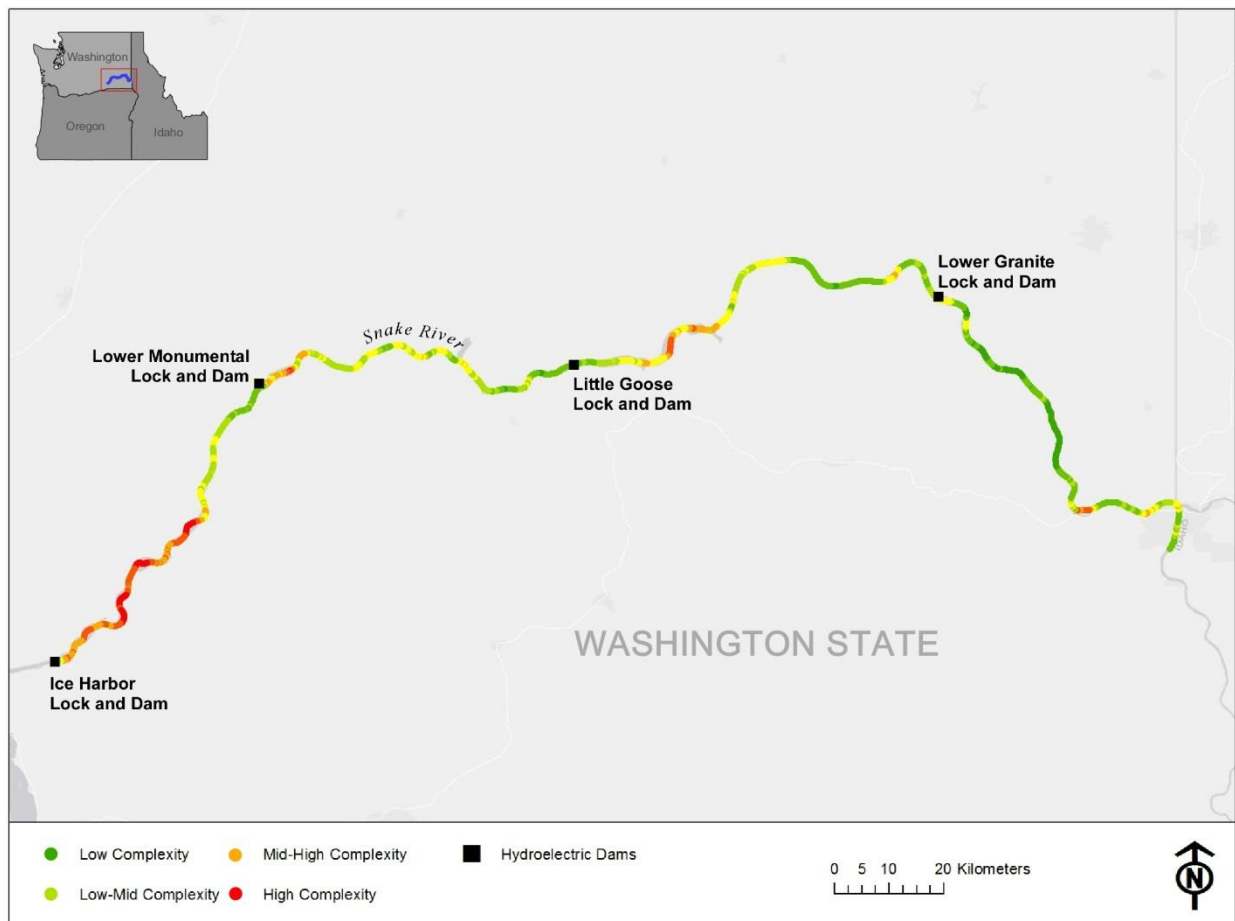 Washington
Oregon
Idaho
Lower Granite
Lock and Dam
Snake River
Lower Monumental
Lock and Dam
Little Goose
Lock and Dam
IDAHO
WASHINGTON STATE
Ice Harbor
Lock and Dam
Low Complexity
Mid-High Complexity
Hydroelectric Dams
Low-Mid Complexity
High Complexity
0 5 10 20 Kilometers
N